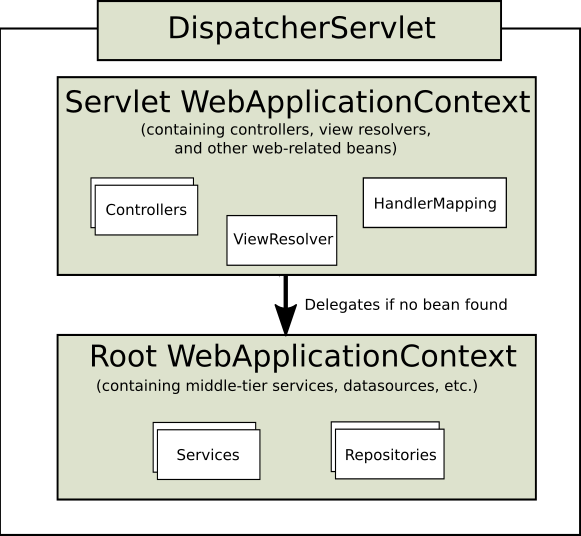 DispatcherServlet
Servlet WebApplicationContext
(containing controllers, view resolvers,
and other web-related beans)
Controllers
ViewResolver
HandlerMapping
Delegates if no bean found
Root WebApplicationContext
(containing middle-tier services, datasources, etc.)
Services
Repositories